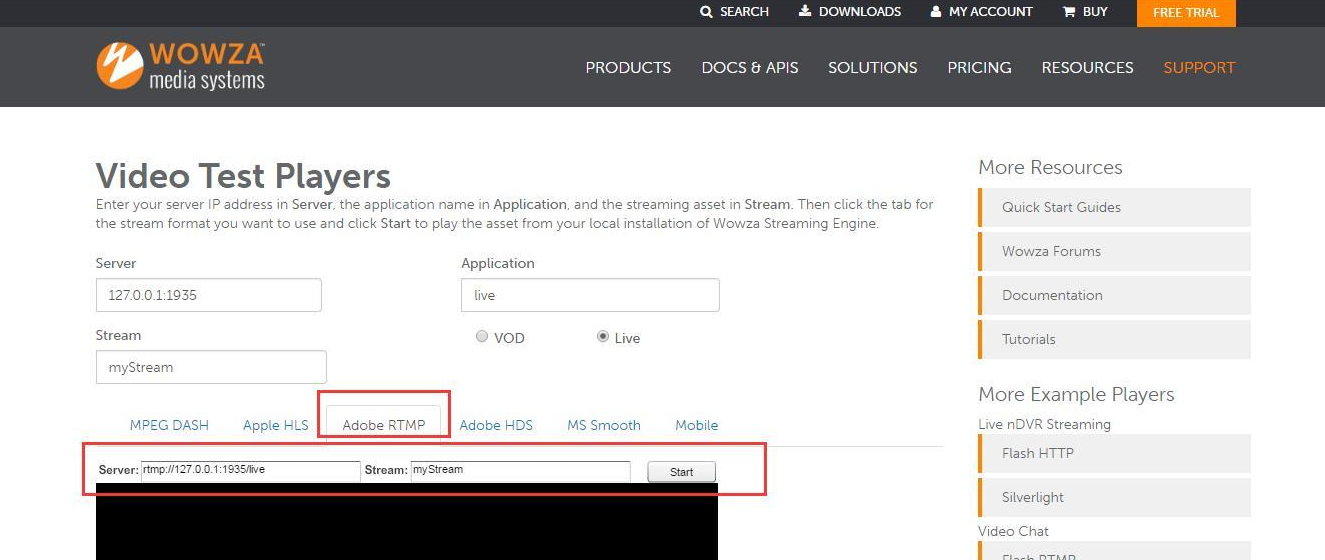 SEARCH DOWNLOADS MY ACCOUNT BUY FREE TRIAL
WOWZA™
media systems
PRODUCTS DOCS & APIS SOLUTIONS PRICING RESOURCES SUPPORT
Video Test Players
Enter your server IP address in Server, the application name in Application, and the streaming asset in Stream. Then click the tab for
the stream format you want to use and click Start to play the asset from your local installation of Wowza Streaming Engine.
Server Application
127.0.0.1:1935 live
Stream
VOD Live
myStream
MPEG DASH Apple HLS Adobe RTMP Adobe HDS MS Smooth Mobile
Server: rtmp://127.0.0.1:1935/live Stream: myStream Start
More Resources
Quick Start Guides
Wowza Forums
Documentation
Tutorials
More Example Players
Live nDVR Streaming
Flash HTTP
Silverlight
Video Chat
Flash RTMP